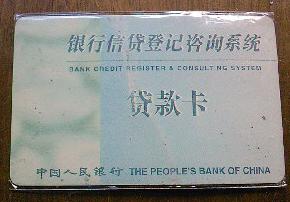 银行信贷登记咨询系统
BANK CREDIT REGISTER & CONSULTING SYSTEM
贷款卡
中国人民银行 THE PEOPLE'S BANK OF CHINA